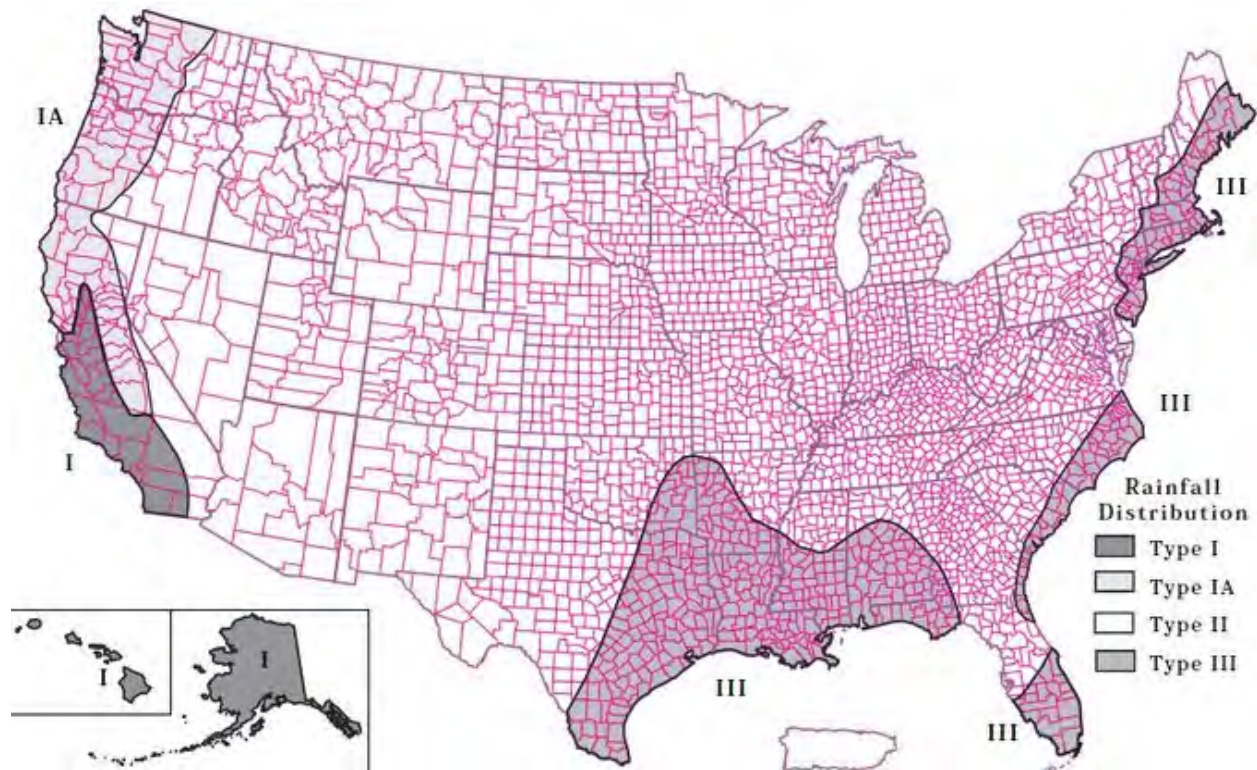 IA
III
III
I
Rainfall
Distribution
Type I
Type IA
Type II
Type III
I
I
III
III